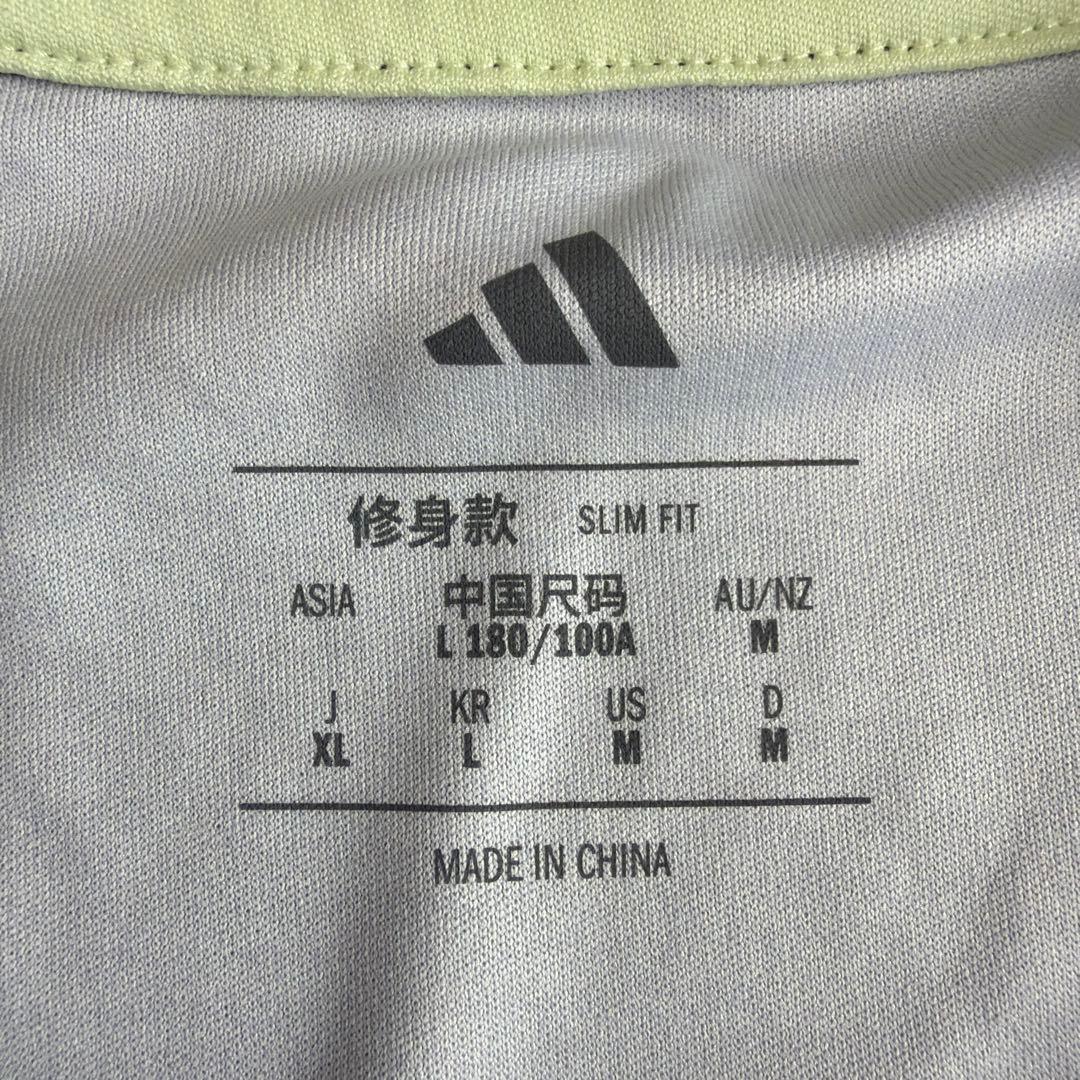 修身款 SLIM FIT
ASIA 中国尺码 AU/NZ
L 180/100A M
J KR US D
XL L M M
MADE IN CHINA